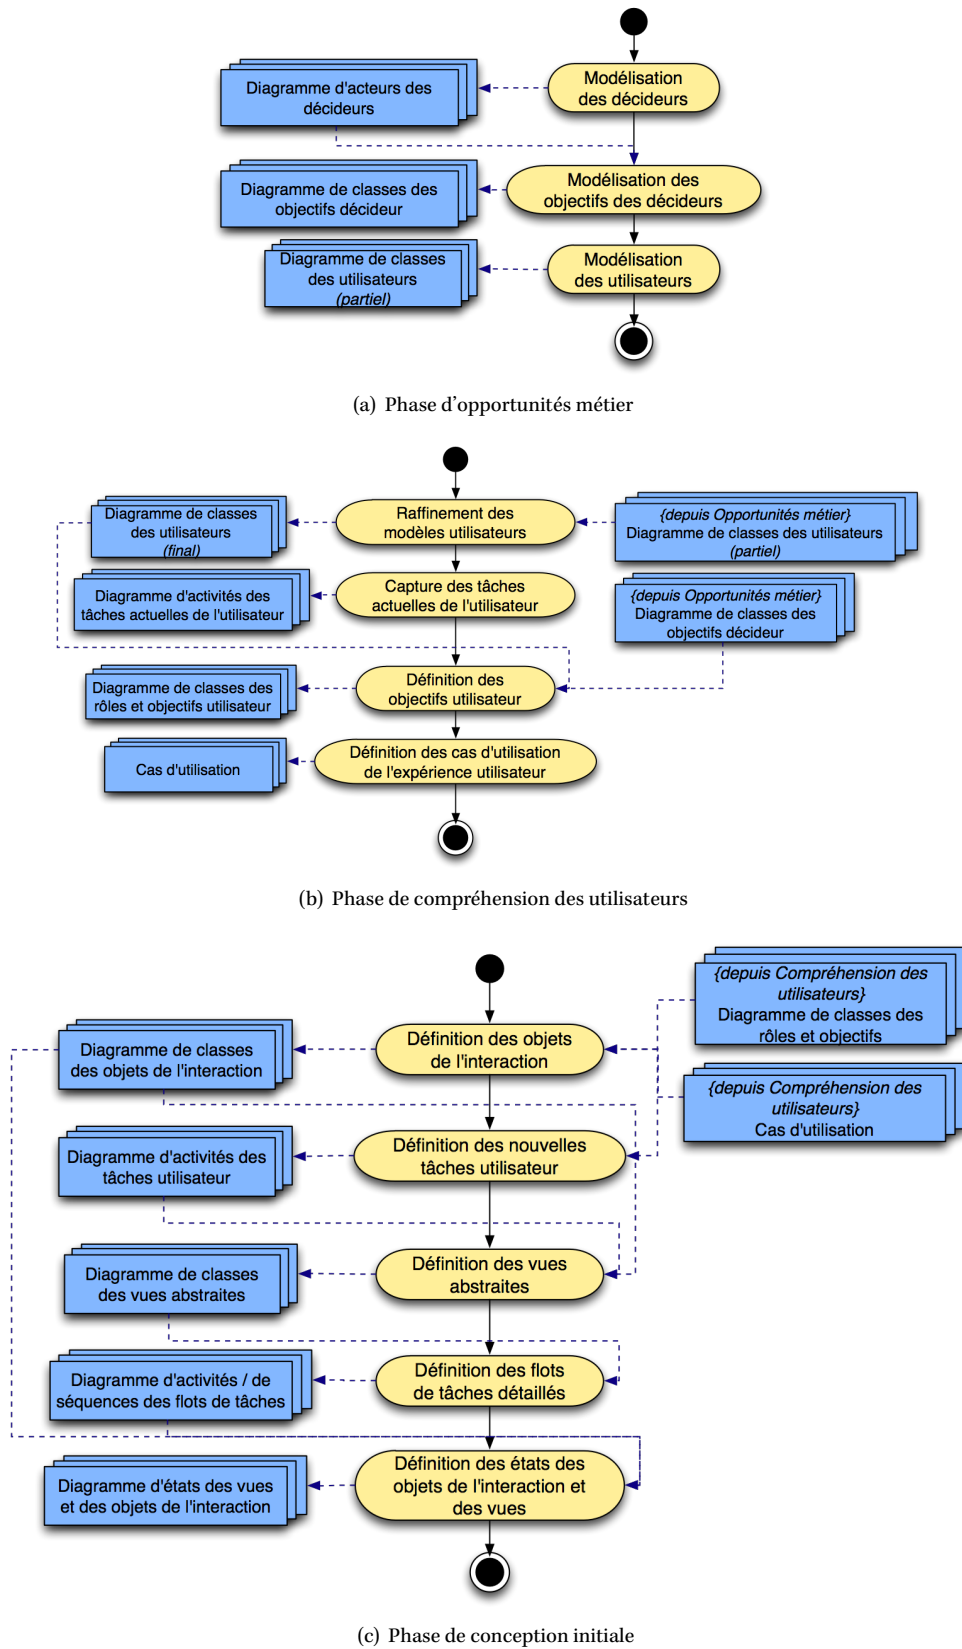 Diagramme d'acteurs des
décideurs
Modélisation
des décideurs
Diagramme de classes des
objectifs décideur
Modélisation des
objectifs des décideurs
Diagramme de classes
des utilisateurs
(partiel)
Modélisation
des utilisateurs
(a) Phase d'opportunités métier
Diagramme de classes
des utilisateurs
(final)
Raffinement des
modèles utilisateurs
{depuis Opportunités métier}
Diagramme de classes des utilisateurs
(partiel)
Diagramme d'activités des
tâches actuelles de l'utilisateur
Capture des tâches
actuelles de l'utilisateur
{depuis Opportunités métier}
Diagramme de classes des
objectifs décideur
Diagramme de classes des
rôles et objectifs utilisateur
Définition des
objectifs utilisateur
Cas d'utilisation
Définition des cas d'utilisation
de l'expérience utilisateur
(b) Phase de compréhension des utilisateurs
{depuis Compréhension des
utilisateurs}
Diagramme de classes des
rôles et objectifs
Diagramme de classes
des objets de l'interaction
Définition des objets
de l'interaction
{depuis Compréhension des
utilisateurs}
Cas d'utilisation
Diagramme d'activités des
tâches utilisateur
Définition des nouvelles
tâches utilisateur
Diagramme de classes
des vues abstraites
Définition des vues
abstraites
Diagramme d'activités / de
séquences des flots de tâches
Définition des flots
de tâches détaillés
Diagramme d'états des vues
et des objets de l'interaction
Définition des états des
objets de l'interaction et
des vues
(c) Phase de conception initiale